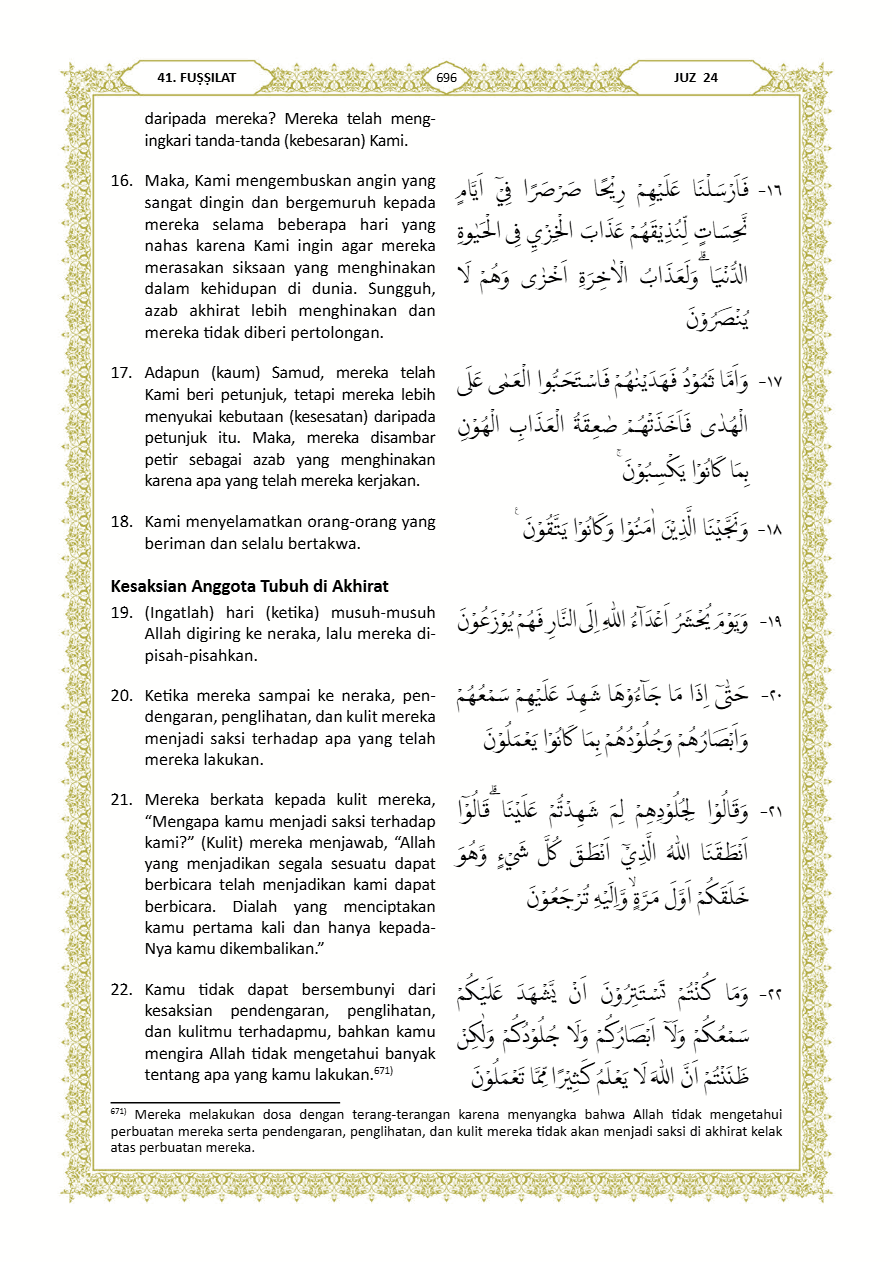 41. FUṢṢILAT
696
JUZ 24
daripada mereka? Mereka telah meng-
ingkari tanda-tanda (kebesaran) Kami.
16. Maka, Kami mengembuskan angin yang
sangat dingin dan bergemuruh kepada
mereka selama beberapa hari yang
nahas karena Kami ingin agar mereka
merasakan siksaan yang menghinakan
dalam kehidupan di dunia. Sungguh,
azab akhirat lebih menghinakan dan
mereka tidak diberi pertolongan.
١٦- فَاَرْسَلْنَا عَلَيْهِمْ رِيْحًا صَرْصَرًا فِيْٓ اَيَّامٍ
نَّحِسَاتٍ لِّنُذِيْقَهُمْ عَذَابَ الْخِزْيِ فِى الْحَيٰوةِ
الدُّنْيَا ۗوَلَعَذَابُ الْاٰخِرَةِ اَخْزٰى وَهُمْ لَا
يُنْصَرُوْنَ
17. Adapun (kaum) Samud, mereka telah
Kami beri petunjuk, tetapi mereka lebih
menyukai kebutaan (kesesatan) daripada
petunjuk itu. Maka, mereka disambar
petir sebagai azab yang menghinakan
karena apa yang telah mereka kerjakan.
١٧- وَاَمَّا ثَمُوْدُ فَهَدَيْنٰهُمْ فَاسْتَحَبُّوا الْعَمٰى عَلَى
الْهُدٰى فَاَخَذَتْهُمْ صٰعِقَةُ الْعَذَابِ الْهُوْنِ
بِمَا كَانُوْا يَكْسِبُوْنَ ۚ
18. Kami menyelamatkan orang-orang yang
beriman dan selalu bertakwa.
١٨- وَنَجَّيْنَا الَّذِيْنَ اٰمَنُوْا وَكَانُوْا يَتَّقُوْنَ ࣖ
Kesaksian Anggota Tubuh di Akhirat
19. (Ingatlah) hari (ketika) musuh-musuh
Allah digiring ke neraka, lalu mereka di-
pisah-pisahkan.
١٩- وَيَوْمَ يُحْشَرُ اَعْدَاۤءُ اللّٰهِ اِلَى النَّارِ فَهُمْ يُوْزَعُوْنَ
20. Ketika mereka sampai ke neraka, pen-
dengaran, penglihatan, dan kulit mereka
menjadi saksi terhadap apa yang telah
mereka lakukan.
٢٠- حَتّٰىٓ اِذَا مَا جَاۤءُوْهَا شَهِدَ عَلَيْهِمْ سَمْعُهُمْ
وَاَبْصَارُهُمْ وَجُلُوْدُهُمْ بِمَا كَانُوْا يَعْمَلُوْنَ
21. Mereka berkata kepada kulit mereka,
“Mengapa kamu menjadi saksi terhadap
kami?” (Kulit) mereka menjawab, “Allah
yang menjadikan segala sesuatu dapat
berbicara telah menjadikan kami dapat
berbicara. Dialah yang menciptakan
kamu pertama kali dan hanya kepada-
Nya kamu dikembalikan.”
٢١- وَقَالُوْا لِجُلُوْدِهِمْ لِمَ شَهِدْتُّمْ عَلَيْنَا ۗقَالُوْٓا
اَنْطَقَنَا اللّٰهُ الَّذِيْٓ اَنْطَقَ كُلَّ شَيْءٍ وَّهُوَ
خَلَقَكُمْ اَوَّلَ مَرَّةٍۙ وَّاِلَيْهِ تُرْجَعُوْنَ
22. Kamu tidak dapat bersembunyi dari
kesaksian pendengaran, penglihatan,
dan kulitmu terhadapmu, bahkan kamu
mengira Allah tidak mengetahui banyak
tentang apa yang kamu lakukan.671)
٢٢- وَمَا كُنْتُمْ تَسْتَتِرُوْنَ اَنْ يَّشْهَدَ عَلَيْكُمْ
سَمْعُكُمْ وَلَآ اَبْصَارُكُمْ وَلَا جُلُوْدُكُمْ وَلٰكِنْ
ظَنَنْتُمْ اَنَّ اللّٰهَ لَا يَعْلَمُ كَثِيْرًا مِّمَّا تَعْمَلُوْنَ
671) Mereka melakukan dosa dengan terang-terangan karena menyangka bahwa Allah tidak mengetahui
perbuatan mereka serta pendengaran, penglihatan, dan kulit mereka tidak akan menjadi saksi di akhirat kelak
atas perbuatan mereka.